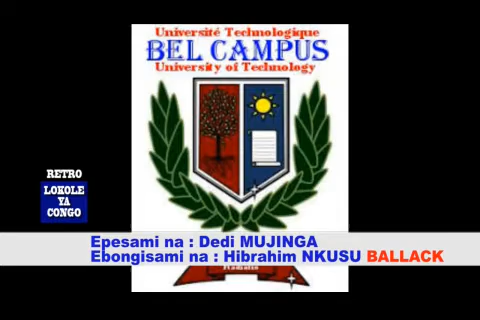 Université Technologique
BEL CAMPUS
University of Technology
RETRO
LOKOLE
YA
CONGO
Epesami na : Dedi MUJINGA
Ebongisami na : Hibrahim NKUSU BALLACK